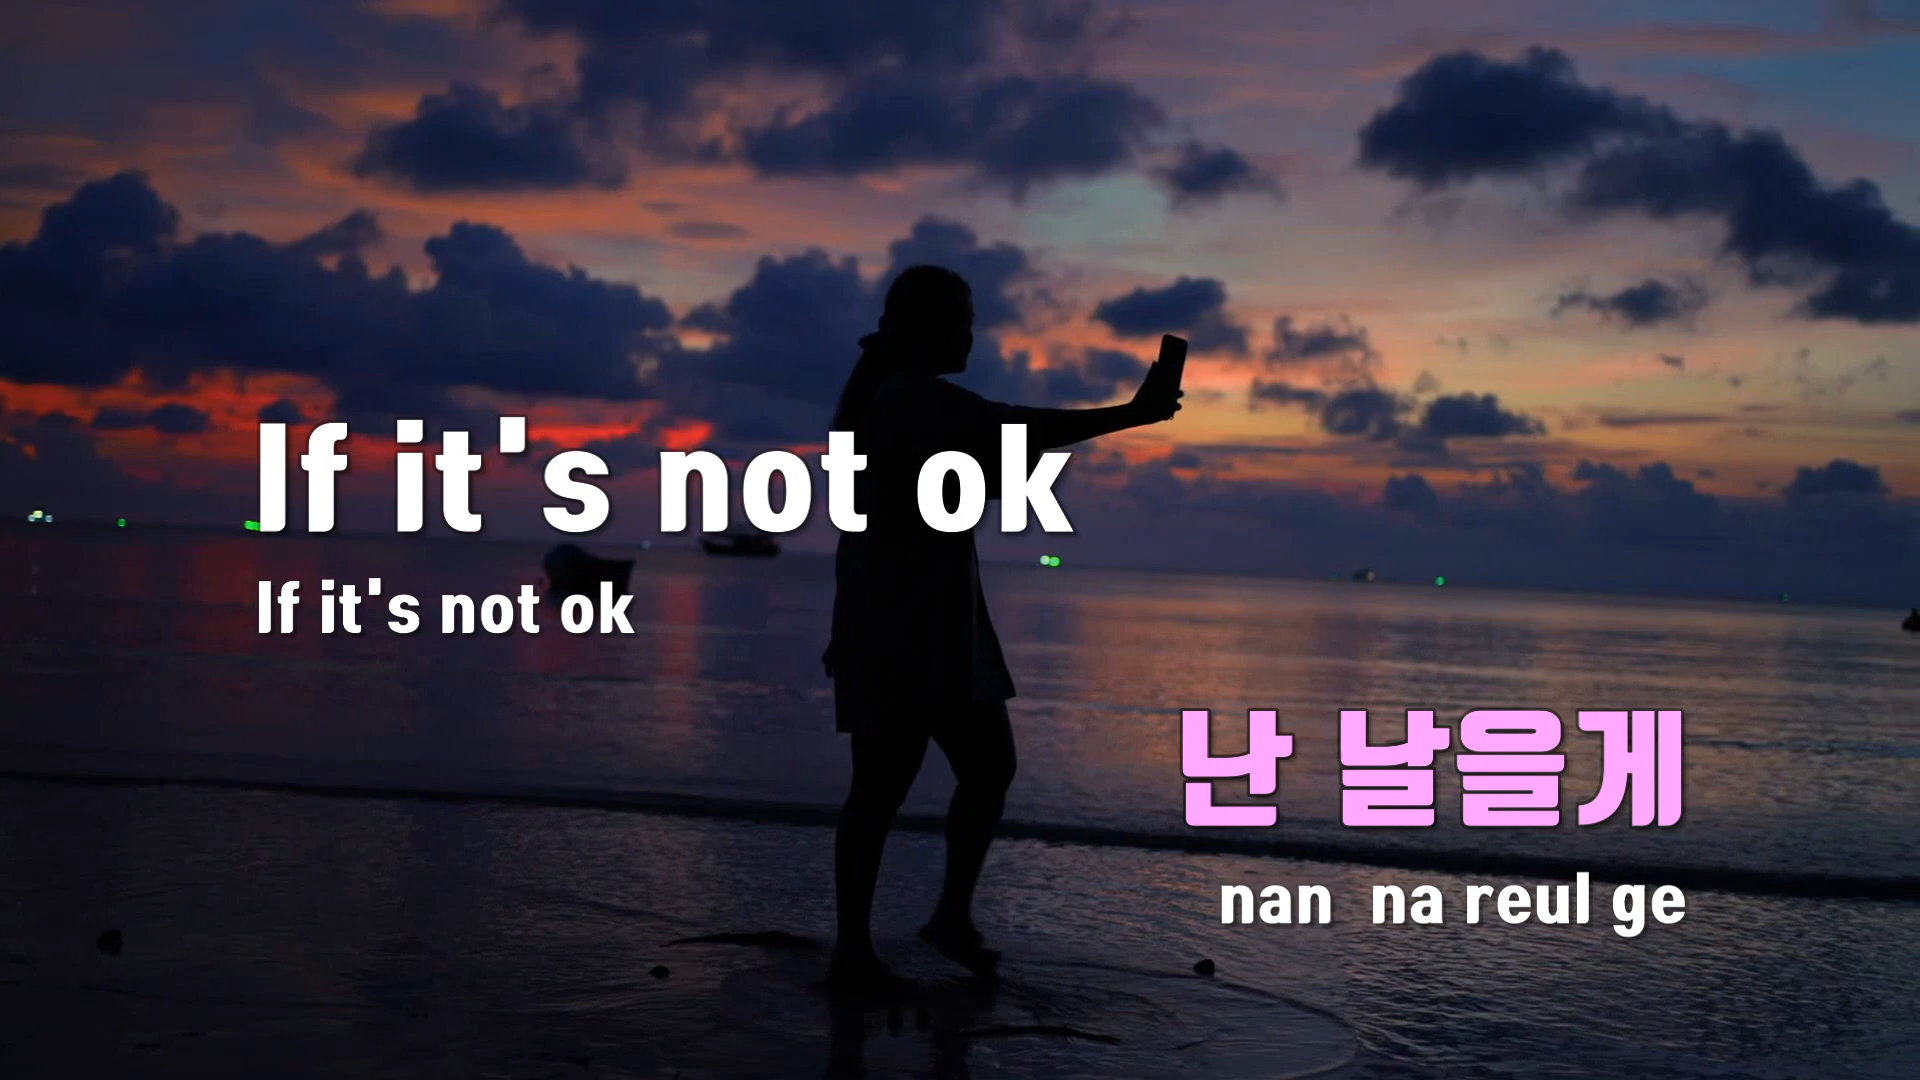 If it's not ok
If it's not ok
난 날을게
nan na reul ge